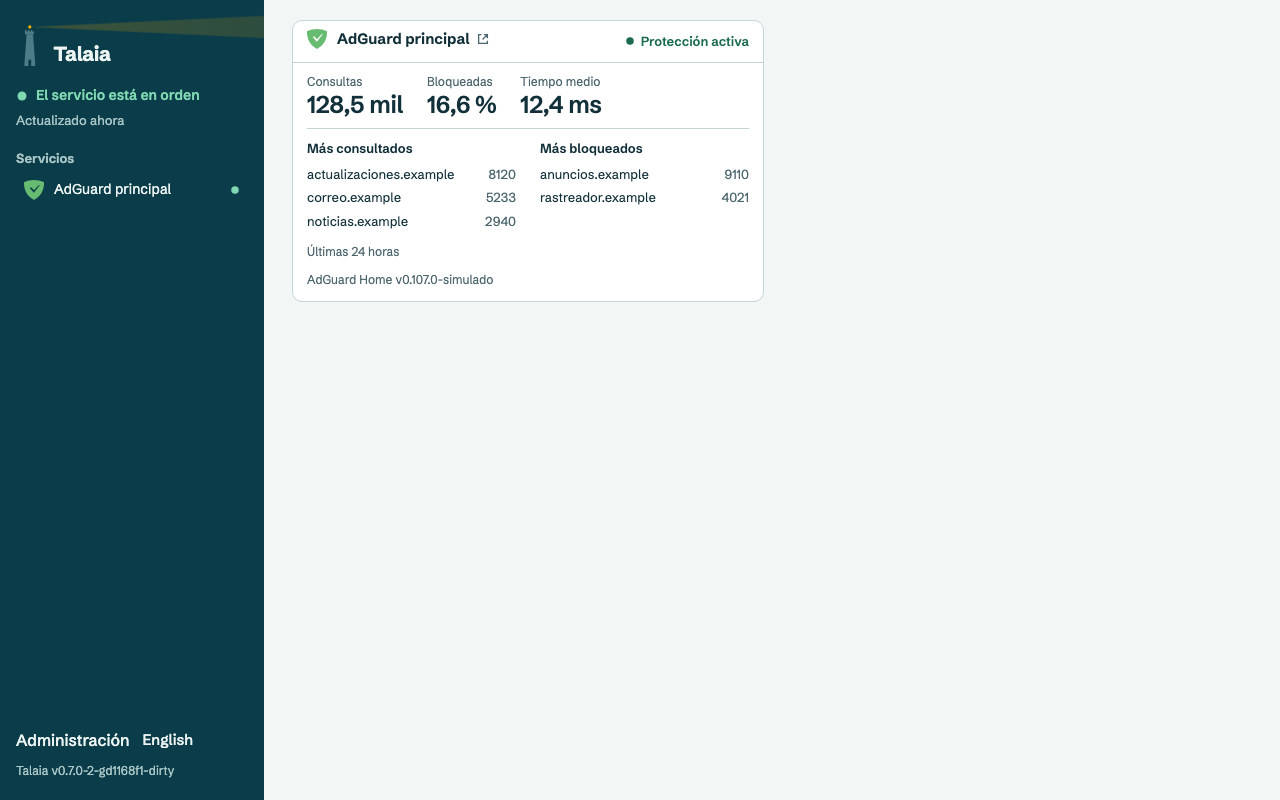 Talaia
El servicio está en orden
Actualizado ahora
Servicios
AdGuard principal
Administración English
Talaia v0.7.0-2-gd1168f1-dirty
AdGuard principal
Protección activa
Consultas Bloqueadas Tiempo medio
128,5 mil 16,6 % 12,4 ms
Más consultados
actualizaciones.example 8120
correo.example 5233
noticias.example 2940
Más bloqueados
anuncios.example 9110
rastreador.example 4021
Últimas 24 horas
AdGuard Home v0.107.0-simulado